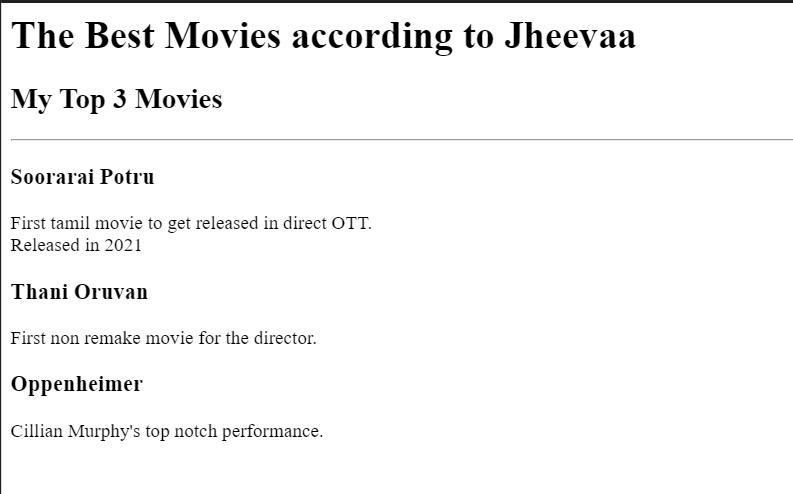 The Best Movies according to Jheevaa
My Top 3 Movies
Soorarai Potru
First tamil movie to get released in direct OTT.
Released in 2021
Thani Oruvan
First non remake movie for the director.
Oppenheimer
Cillian Murphy's top notch performance.